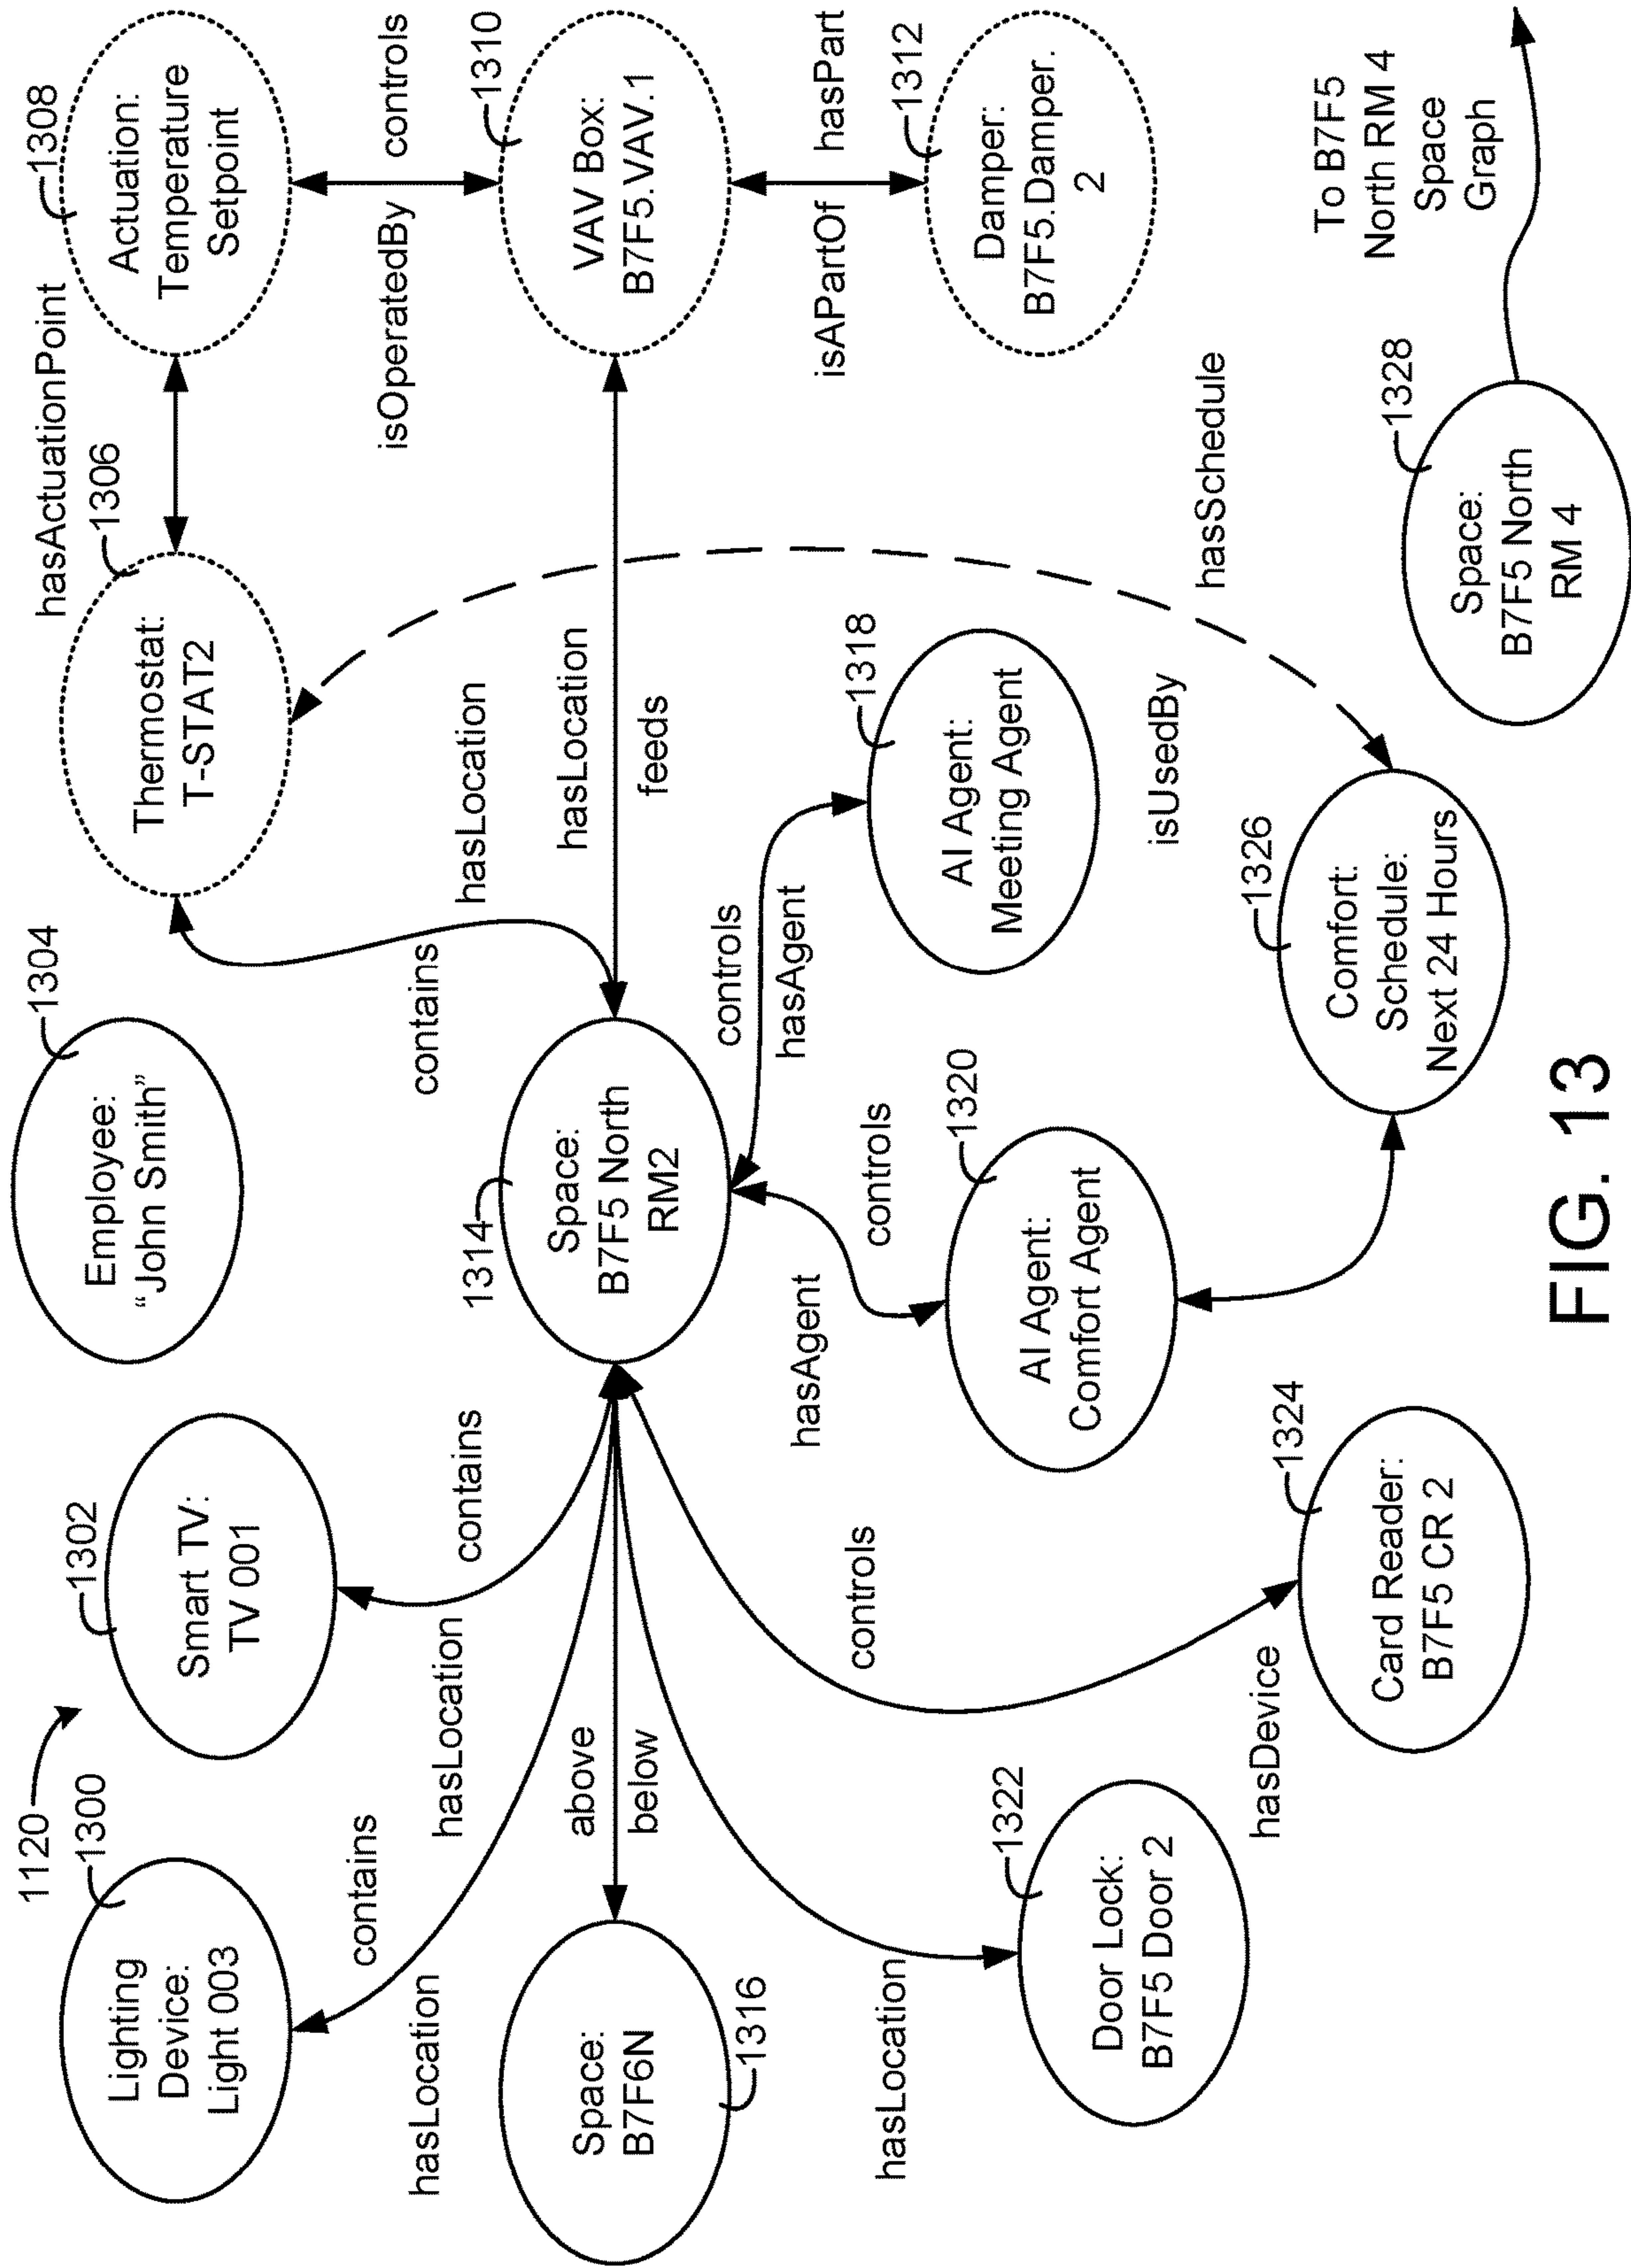 1120
1300
Lighting
Device:
Light 003
1302
Smart TV:
TV 001
1304
Employee:
“John Smith”
1306
Thermostat:
T-STAT2
hasActuationPoint
1308
Actuation:
Temperature
Setpoint
contains
hasLocation
hasLocation
contains
contains
hasLocation
isOperatedBy
controls
1316
Space:
B7F6N
above
below
1314
Space:
B7F5 North
RM2
hasLocation
feeds
1310
VAV Box:
B7F5.VAV.1
isAPartOf
hasPart
1312
Damper:
B7F5.Damper.
2
hasLocation
1322
Door Lock:
B7F5 Door 2
controls
hasDevice
1324
Card Reader:
B7F5 CR 2
hasAgent
controls
1320
AI Agent:
Comfort Agent
controls
hasAgent
1318
AI Agent:
Meeting Agent
isUsedBy
hasSchedule
1326
Comfort:
Schedule:
Next 24 Hours
1328
Space:
B7F5 North
RM 4
To B7F5
North RM 4
Space
Graph
FIG. 13